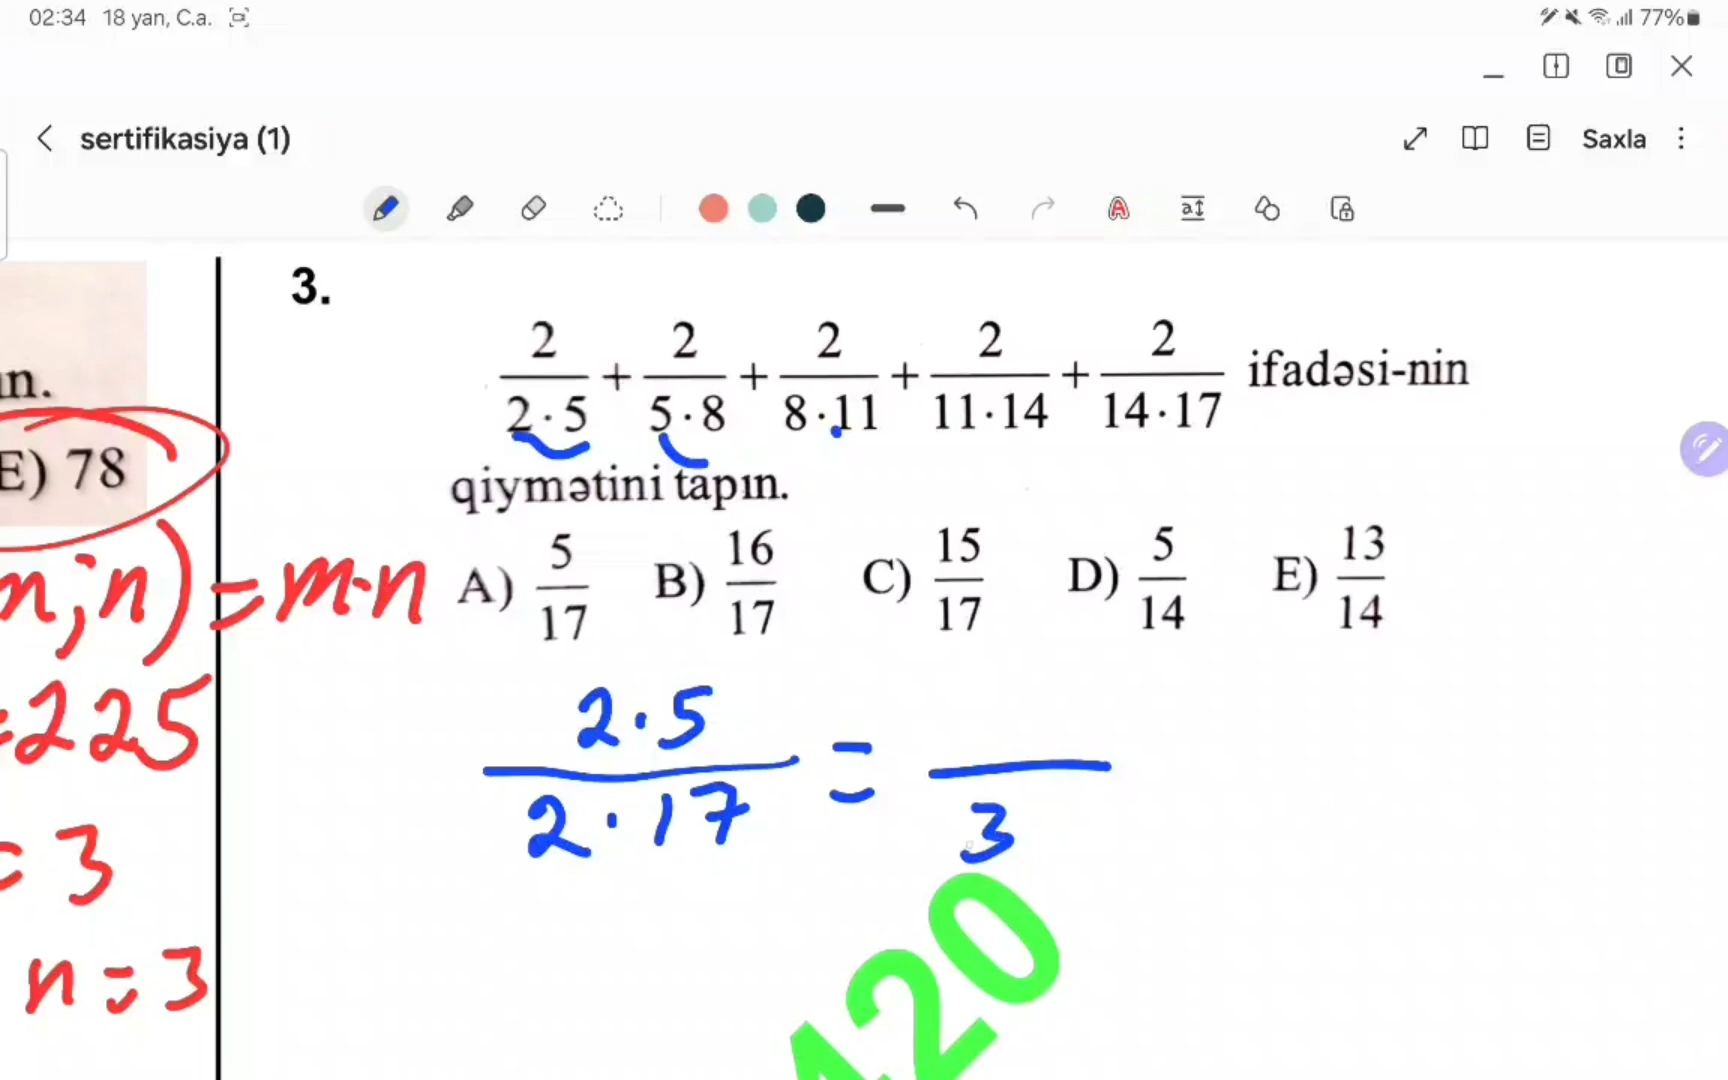 02:34 18 yan, C.a.
77%
sertifikasiya (1)
Saxla
3.
2/(2·5) + 2/(5·8) + 2/(8·11) + 2/(11·14) + 2/(14·17) ifadəsi-nin
qiymətini tapın.
A) 5/17 B) 16/17 C) 15/17 D) 5/14 E) 13/14
2·5
2·17
=
3
E) 78
n;n) = m·n
=225
= 3
n=3
420